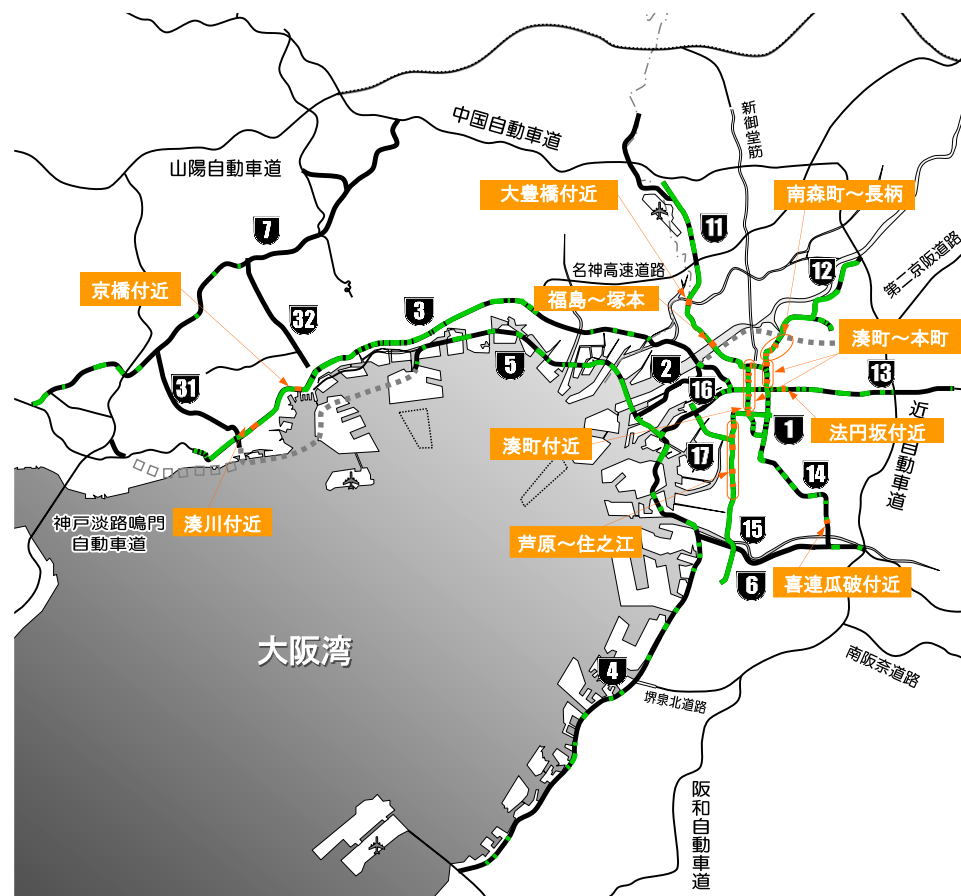 中国自動車道
新御堂筋
山陽自動車道
大豊橋付近
南森町～長柄
11
7
12
第二京阪道路
名神高速道路
京橋付近
福島～塚本
32
3
湊町～本町
5
2
13
31
16
近
自動車道
1
法円坂付近
湊町付近
17
14
神戸淡路鳴門
自動車道
湊川付近
芦原～住之江
15
6
喜連瓜破付近
大阪湾
4
南阪奈道路
堺泉北道路
阪和自動車道